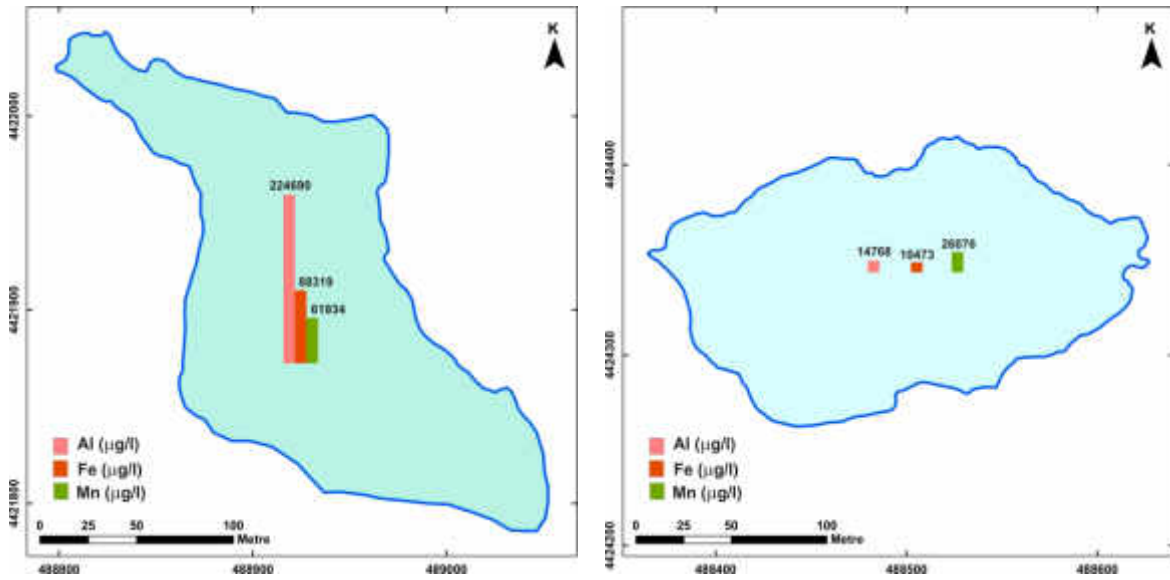 K
4422000
4421900
4421800
224690
88319
61834
Al (µg/l)
Fe (µg/l)
Mn (µg/l)
0 25 50 100
Metre
488800 488900 489000
K
4424400
4424300
4424200
14768
10473
26076
Al (µg/l)
Fe (µg/l)
Mn (µg/l)
0 25 50 100
Metre
488400 488500 488600